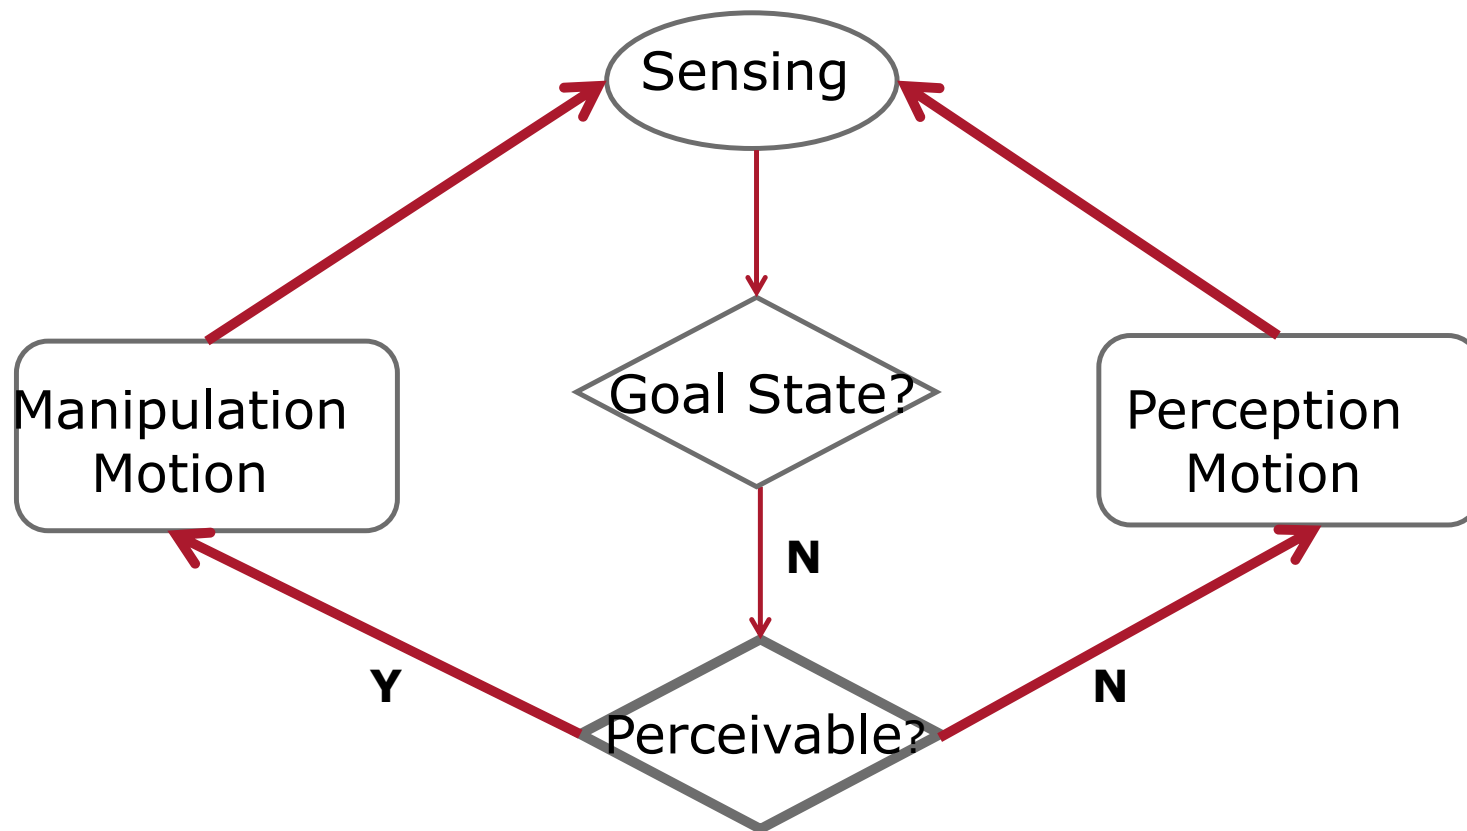 Sensing
Goal State?
Manipulation
Motion
Perception
Motion
N
Y
N
Perceivable?